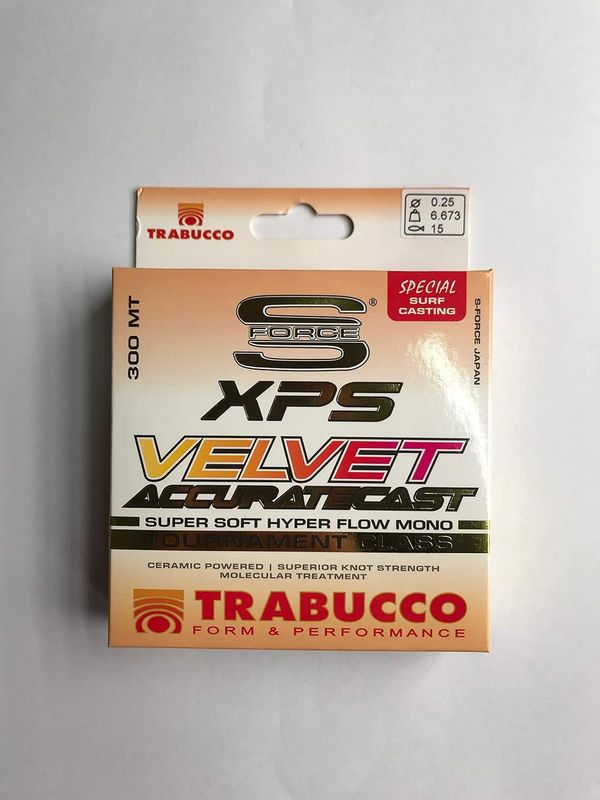 TRABUCCO
0.25
6.673
15
300 MT
SPECIAL
SURF
CASTING
S-FORCE JAPAN
S
FORCE
®
XPS
VELVET
ACCURATECAST
SUPER SOFT HYPER FLOW MONO
TOURNAMENT CLASS
CERAMIC POWERED | SUPERIOR KNOT STRENGTH
MOLECULAR TREATMENT
TRABUCCO
FORM & PERFORMANCE